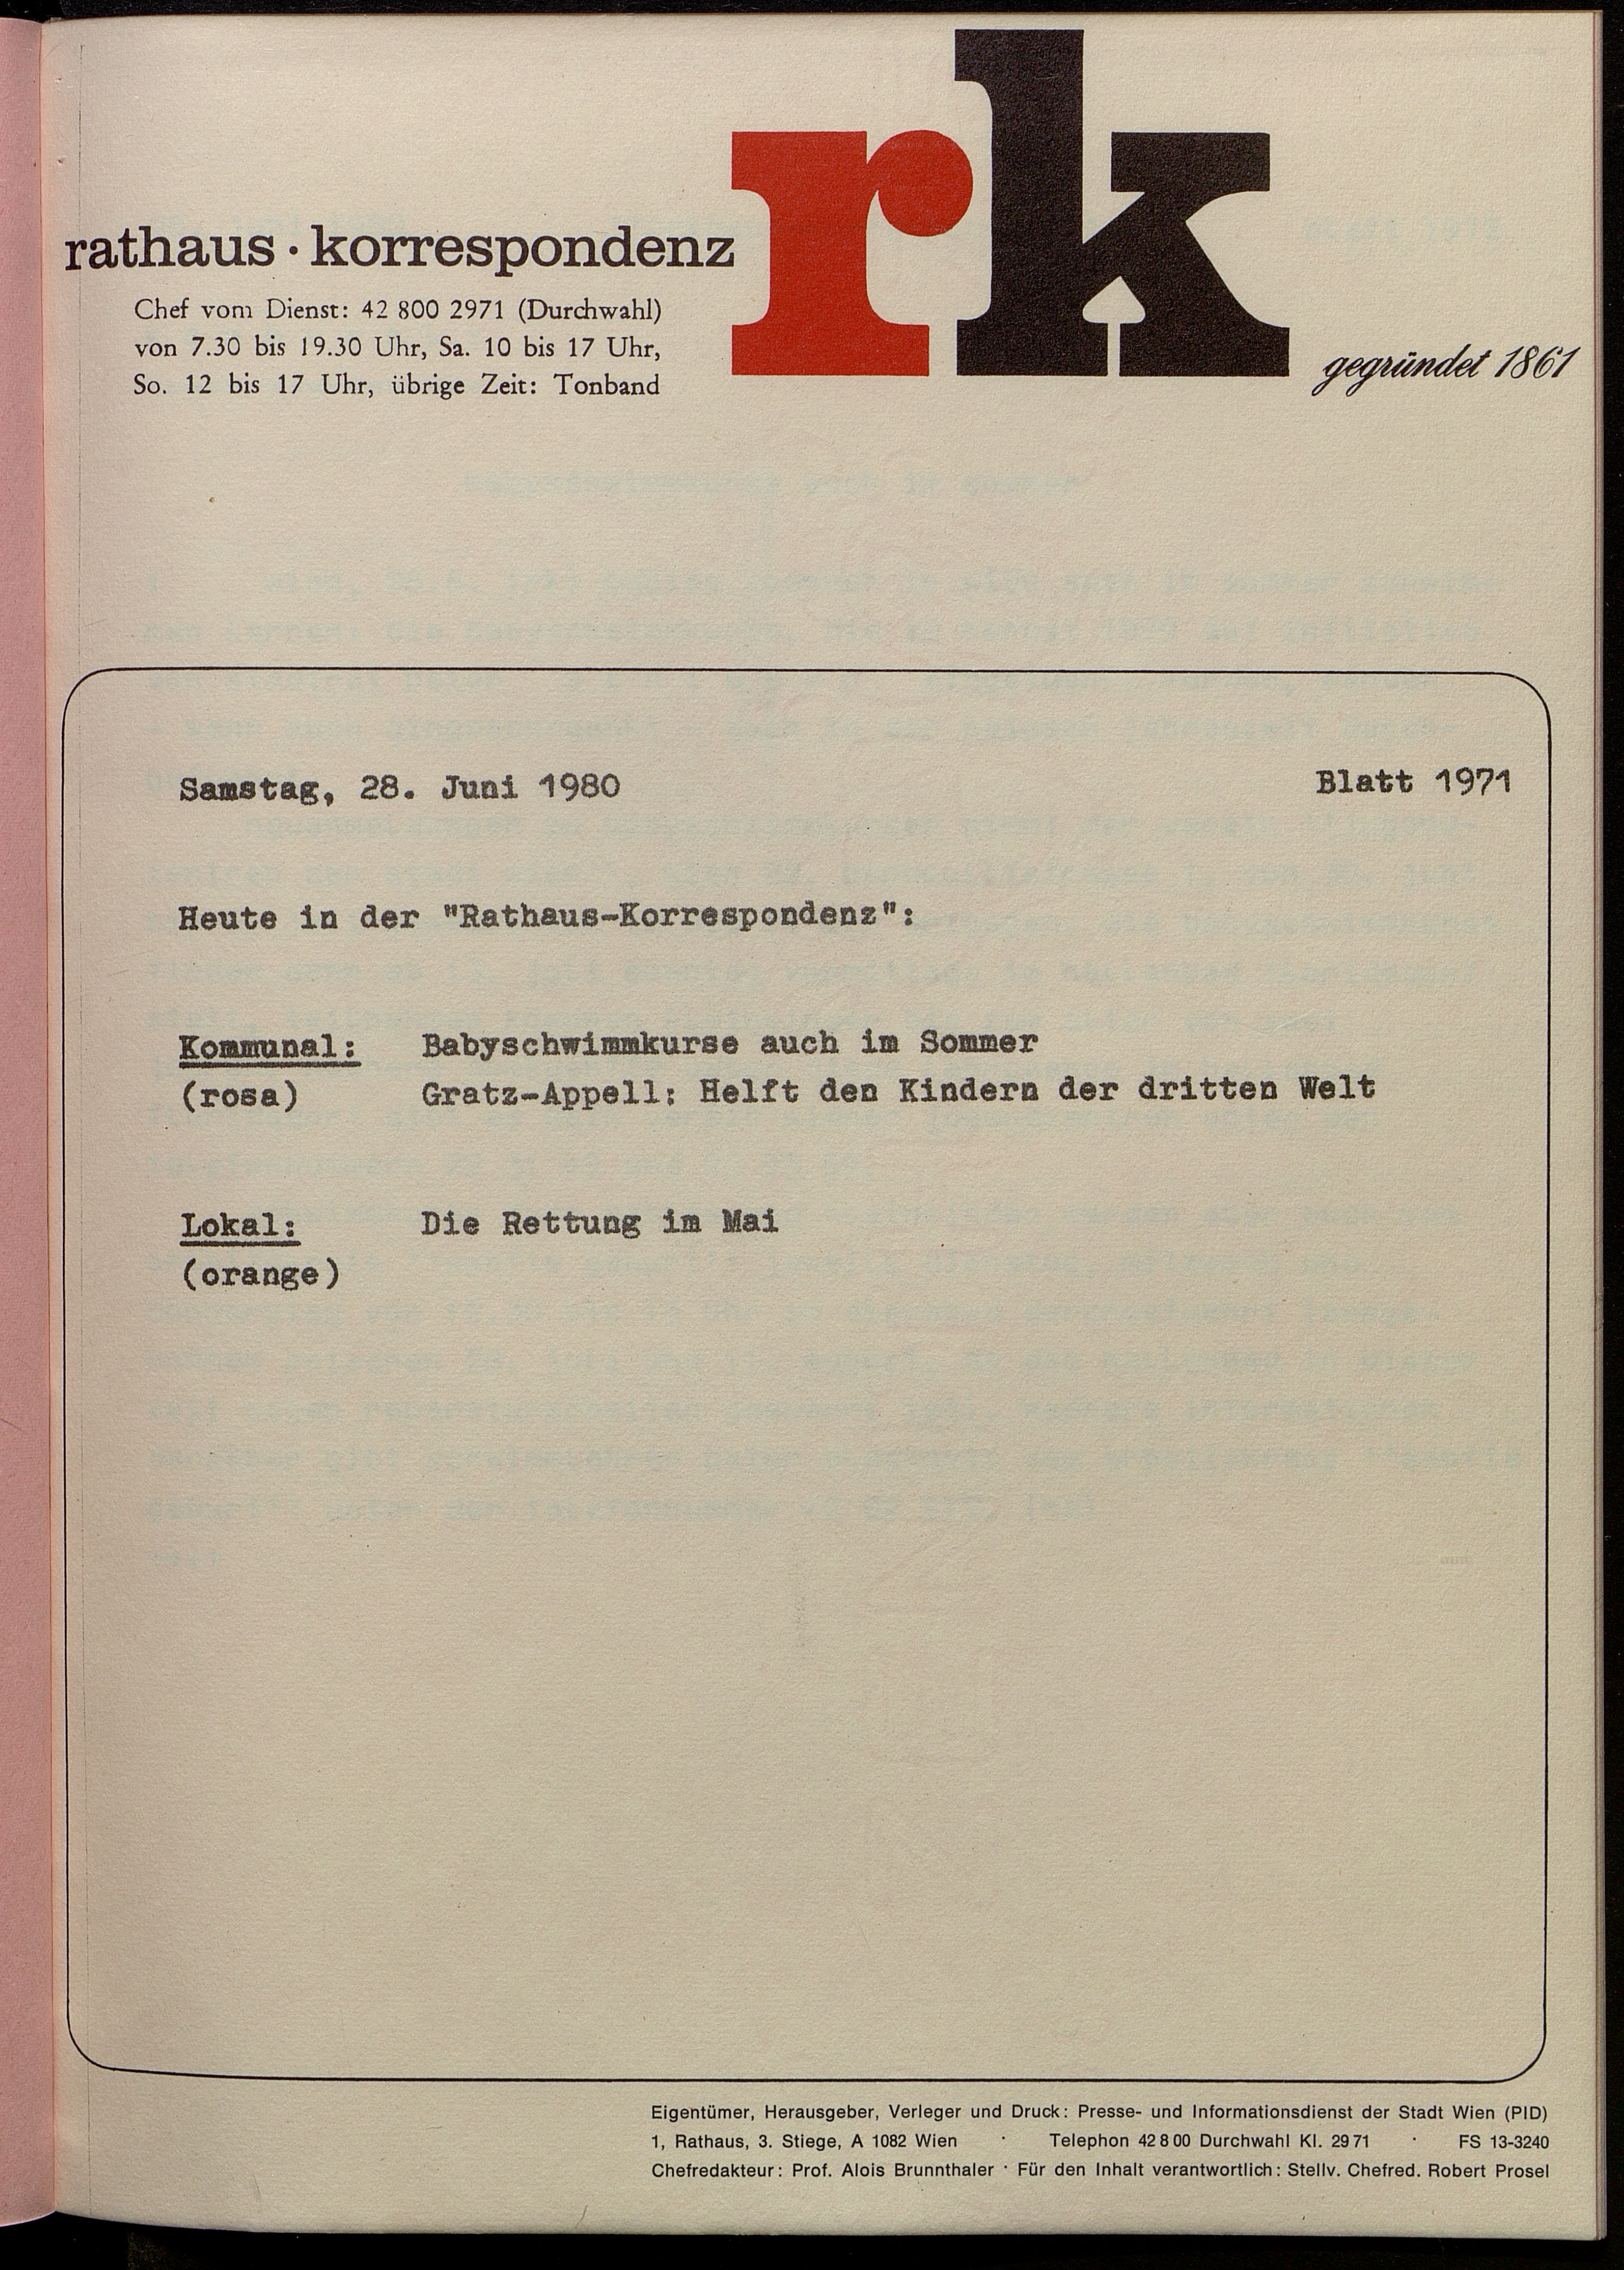 rk
rathaus · korrespondenz
Chef vom Dienst: 42 800 2971 (Durchwahl)
von 7.30 bis 19.30 Uhr, Sa. 10 bis 17 Uhr,
So. 12 bis 17 Uhr, übrige Zeit: Tonband
gegründet 1861
Samstag, 28. Juni 1980 Blatt 1971
Heute in der "Rathaus-Korrespondenz":
Kommunal: Babyschwimmkurse auch im Sommer
(rosa) Gratz-Appell: Helft den Kindern der dritten Welt
Lokal: Die Rettung im Mai
(orange)
Eigentümer, Herausgeber, Verleger und Druck: Presse- und Informationsdienst der Stadt Wien (PID)
1, Rathaus, 3. Stiege, A 1082 Wien · Telephon 42 8 00 Durchwahl Kl. 29 71 · FS 13-3240
Chefredakteur: Prof. Alois Brunnthaler · Für den Inhalt verantwortlich: Stellv. Chefred. Robert Prosel